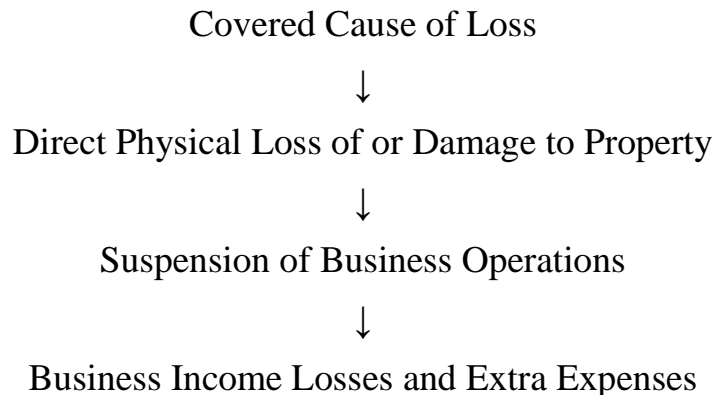 Covered Cause of Loss
↓
Direct Physical Loss of or Damage to Property
↓
Suspension of Business Operations
↓
Business Income Losses and Extra Expenses